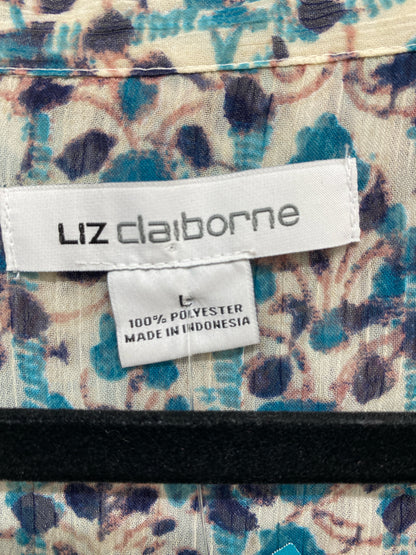 LIZ claiborne
L
100% POLYESTER
MADE IN INDONESIA